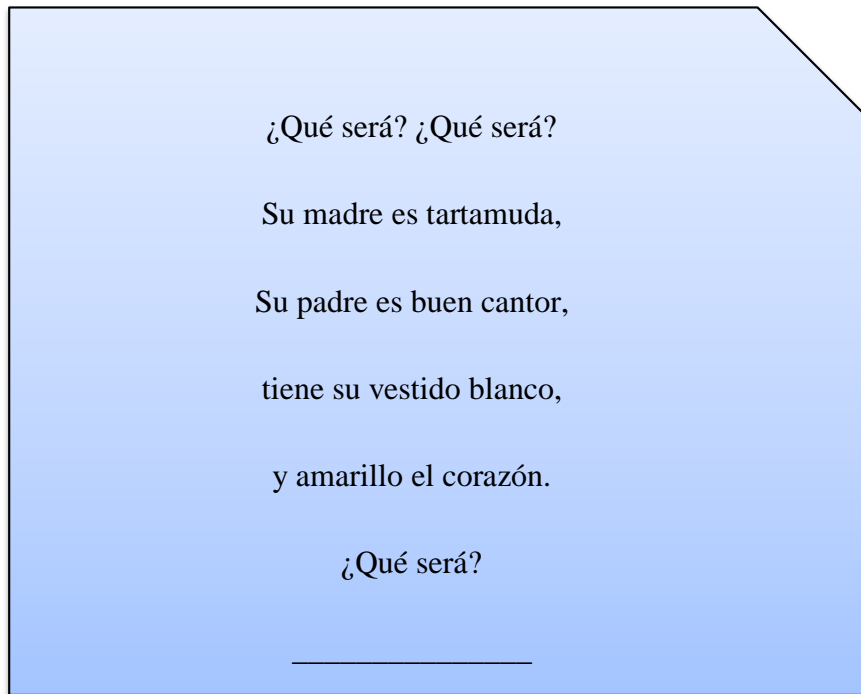 ¿Qué será? ¿Qué será?
Su madre es tartamuda,
Su padre es buen cantor,
tiene su vestido blanco,
y amarillo el corazón.
¿Qué será?
_______________